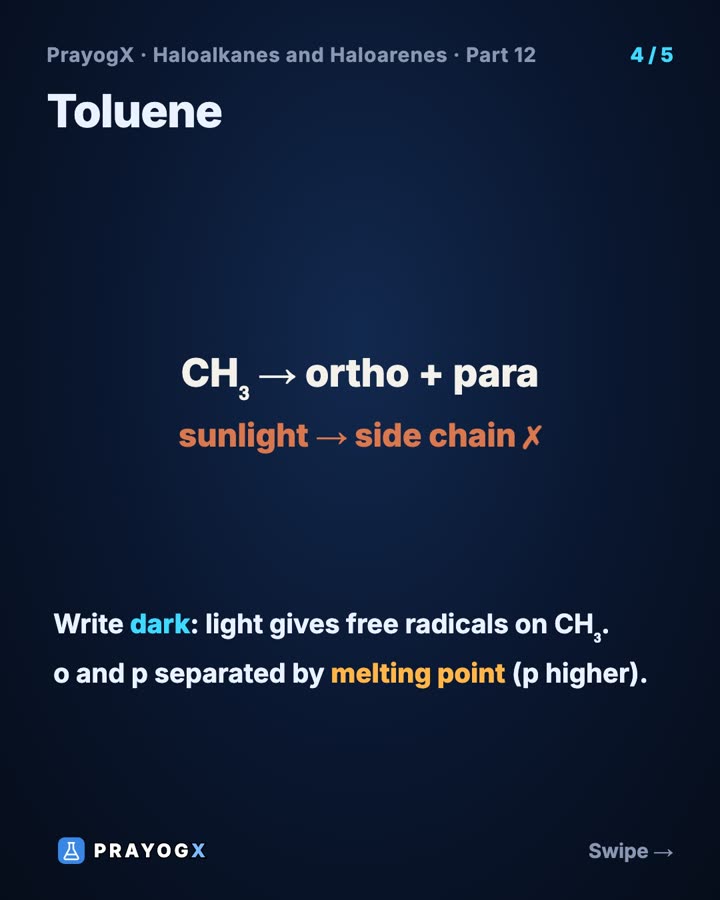 PrayogX · Haloalkanes and Haloarenes · Part 12
4 / 5
Toluene
CH₃ → ortho + para
sunlight → side chain ✗
Write dark: light gives free radicals on CH₃.
o and p separated by melting point (p higher).
PRAYOGX
Swipe →